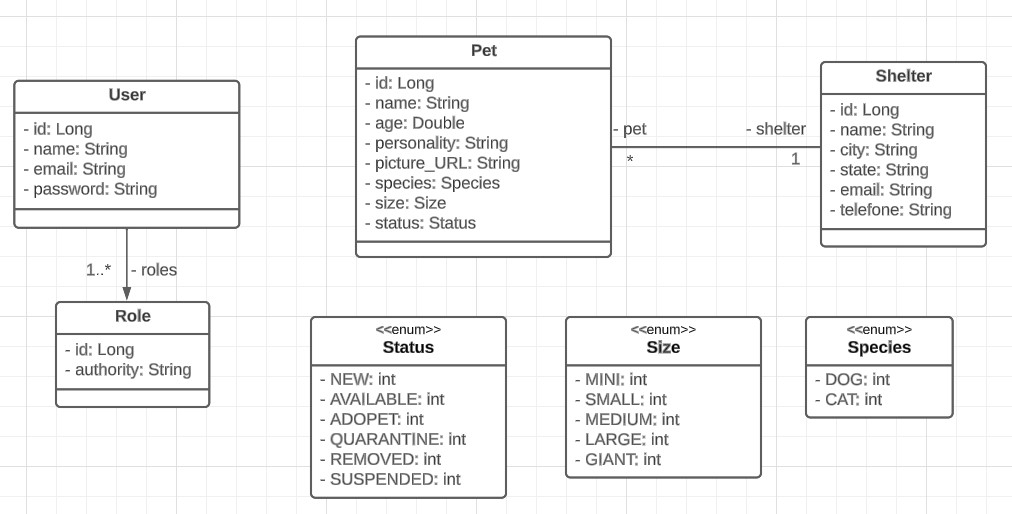 User
- id: Long
- name: String
- email: String
- password: String
1..*
- roles
Role
- id: Long
- authority: String
Pet
- id: Long
- name: String
- age: Double
- personality: String
- picture_URL: String
- species: Species
- size: Size
- status: Status
- pet
*
- shelter
1
Shelter
- id: Long
- name: String
- city: String
- state: String
- email: String
- telefone: String
<<enum>>
Status
- NEW: int
- AVAILABLE: int
- ADOPET: int
- QUARANTINE: int
- REMOVED: int
- SUSPENDED: int
<<enum>>
Size
- MINI: int
- SMALL: int
- MEDIUM: int
- LARGE: int
- GIANT: int
<<enum>>
Species
- DOG: int
- CAT: int